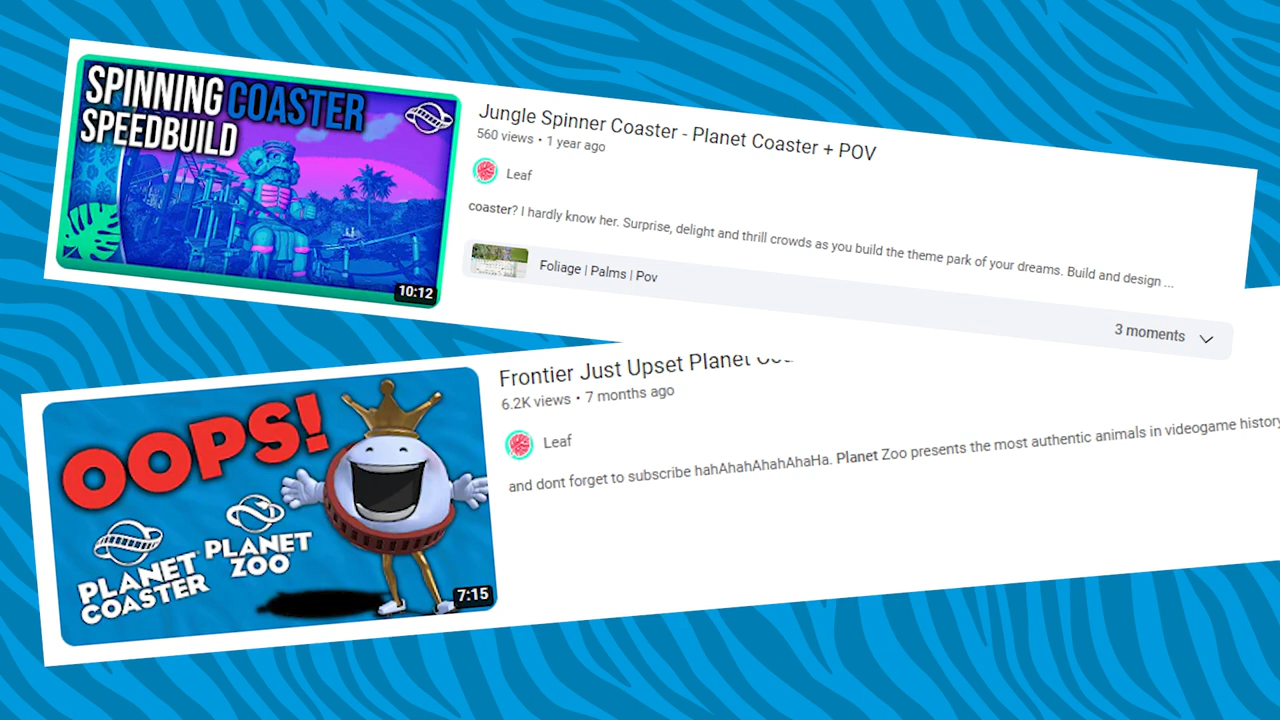 SPINNING COASTER
SPEEDBUILD
10:12
Jungle Spinner Coaster - Planet Coaster + POV
560 views • 1 year ago
Leaf
coaster? I hardly know her. Surprise, delight and thrill crowds as you build the theme park of your dreams. Build and design ...
Foliage | Palms | Pov
3 moments
OOPS!
PLANET COASTER
PLANET ZOO
7:15
Frontier Just Upset Planet
6.2K views • 7 months ago
Leaf
and dont forget to subscribe hahAhahAhahAhaHa. Planet Zoo presents the most authentic animals in videogame history